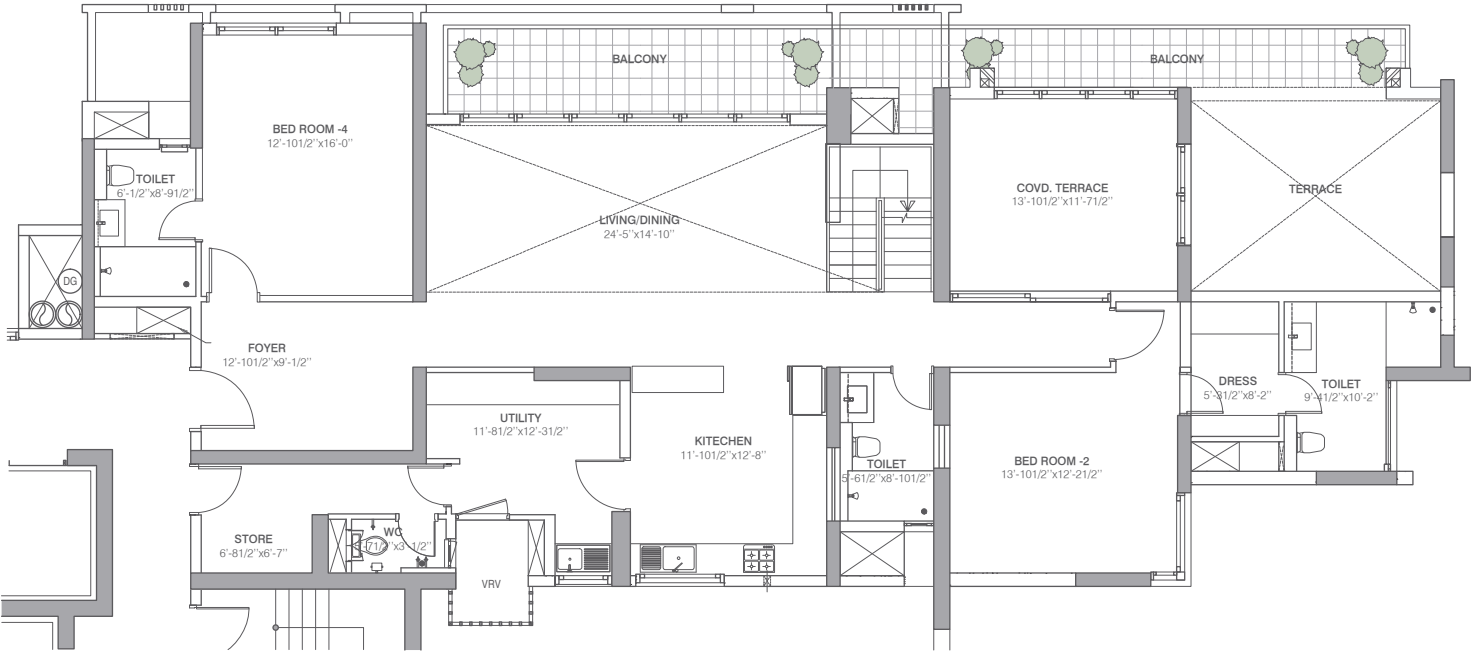 BALCONY
BALCONY
BED ROOM -4
12'-101/2''x16'-0''
TOILET
6'-1/2''x8'-91/2''
LIVING/DINING
24'-5''x14'-10''
COVD. TERRACE
13'-101/2''x11'-71/2''
TERRACE
DG
FOYER
12'-101/2''x9'-1/2''
DRESS
5'-31/2''x8'-2''
TOILET
9'-41/2''x10'-2''
UTILITY
11'-81/2''x12'-31/2''
KITECHEN
11'-101/2''x12'-8''
TOILET
5'-61/2''x8'-101/2''
BED ROOM -2
13'-101/2''x12'-21/2''
STORE
6'-81/2''x6'-7''
WC
VRV